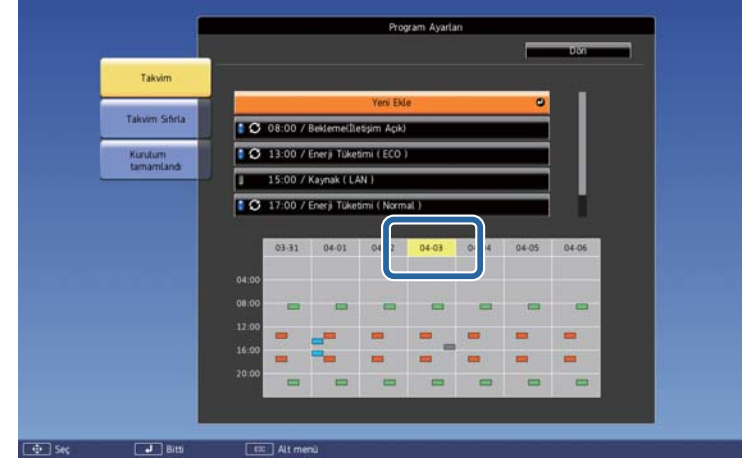 Program Ayarları
Dön
Takvim
Takvim Sıfırla
Kurulum
tamamlandı
Yeni Ekle
08:00 / Bekleme(İletişim Açık)
13:00 / Enerji Tüketimi ( ECO )
15:00 / Kaynak ( LAN )
17:00 / Enerji Tüketimi ( Normal )
03-31 04-01 04-03 04-05 04-06
04:00
08:00
12:00
16:00
20:00
Seç Bitti Esc Alt menü